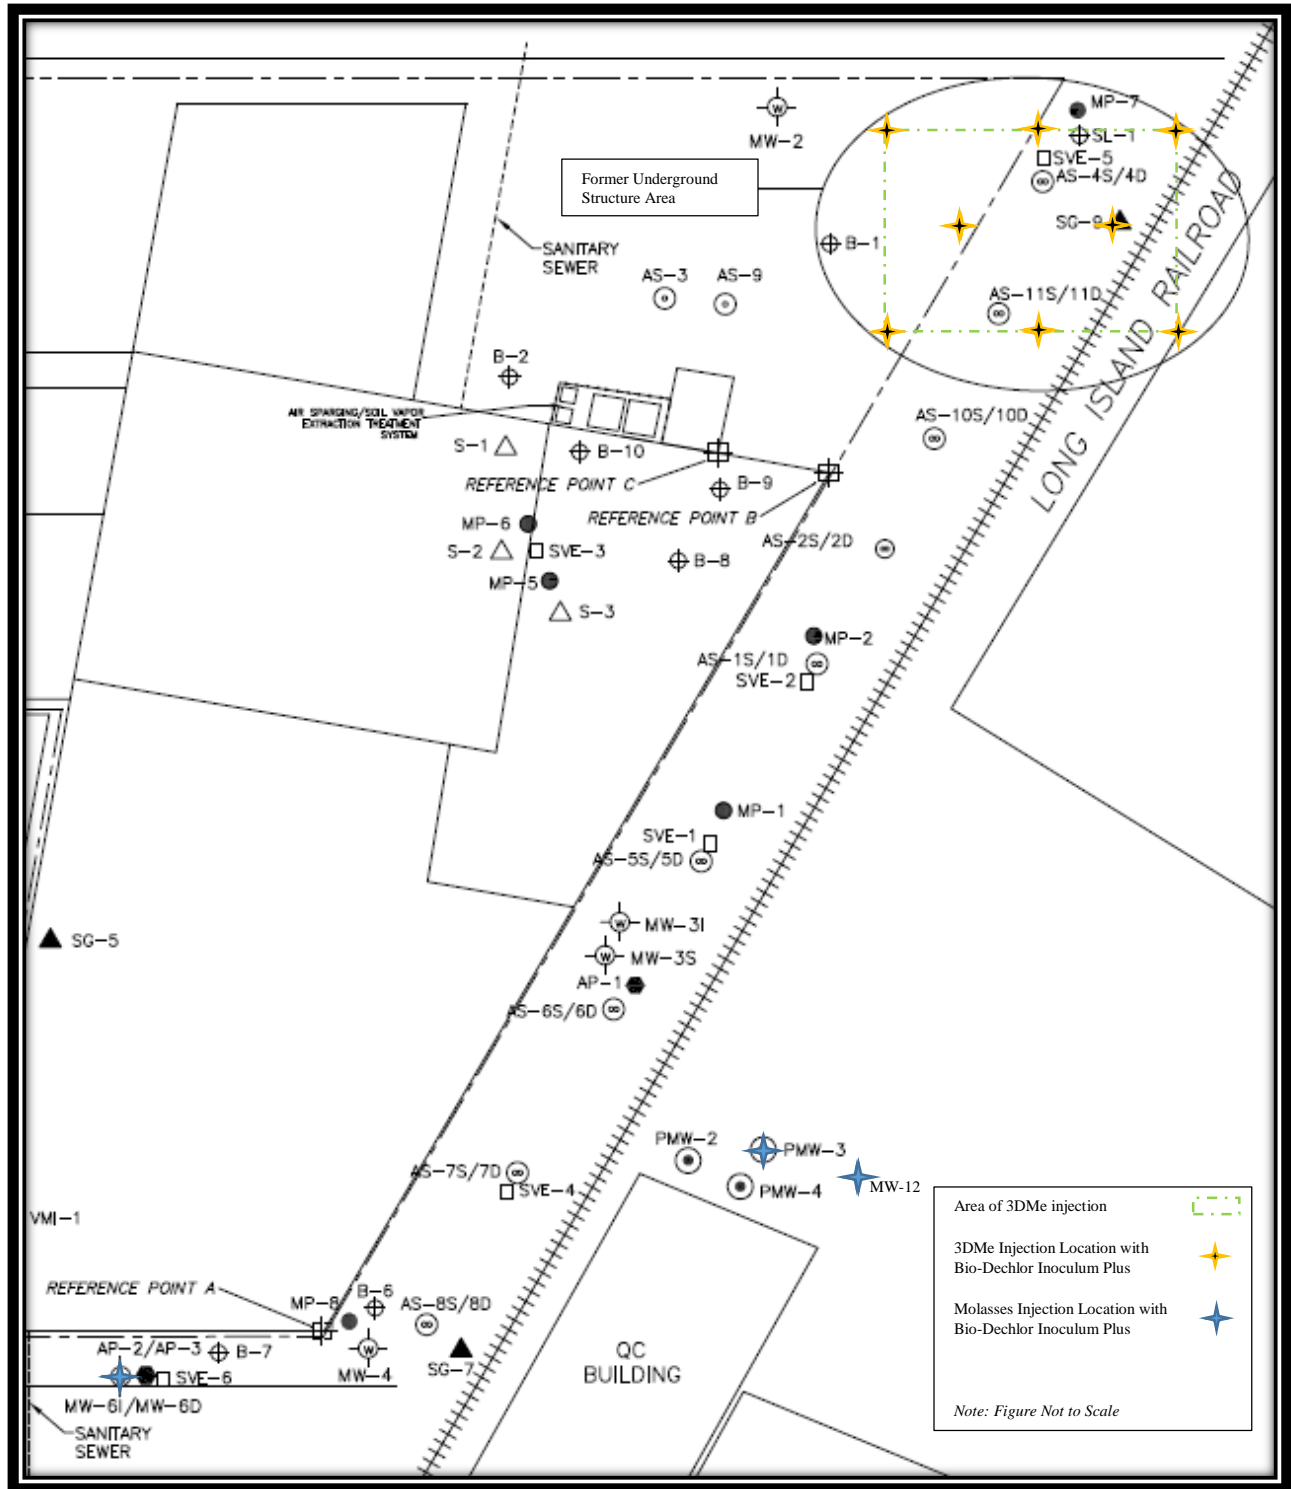 MP-7
W
MW-2
SL-1
SVE-5
AS-4S/4D
Former Underground
Structure Area
SG-9
B-1
SANITARY
SEWER
AS-3
AS-9
AS-11S/11D
LONG ISLAND RAILROAD
B-2
AIR SPARGING/SOIL VAPOR
EXTRACTION TREATMENT
SYSTEM
AS-10S/10D
S-1
B-10
REFERENCE POINT C
B-9
REFERENCE POINT B
MP-6
S-2
SVE-3
AS-2S/2D
B-8
MP-5
S-3
MP-2
AS-1S/1D
SVE-2
MP-1
SVE-1
AS-5S/5D
W
MW-3I
SG-5
W
MW-3S
AP-1
AS-6S/6D
PMW-2
PMW-3
AS-7S/7D
SVE-4
PMW-4
MW-12
VMI-1
Area of 3DMe injection
3DMe Injection Location with
Bio-Dechlor Inoculum Plus
Molasses Injection Location with
Bio-Dechlor Inoculum Plus
Note: Figure Not to Scale
REFERENCE POINT A
MP-8
B-6
AS-8S/8D
AP-2/AP-3
B-7
W
MW-4
SG-7
QC
BUILDING
SVE-6
MW-6I/MW-6D
SANITARY
SEWER